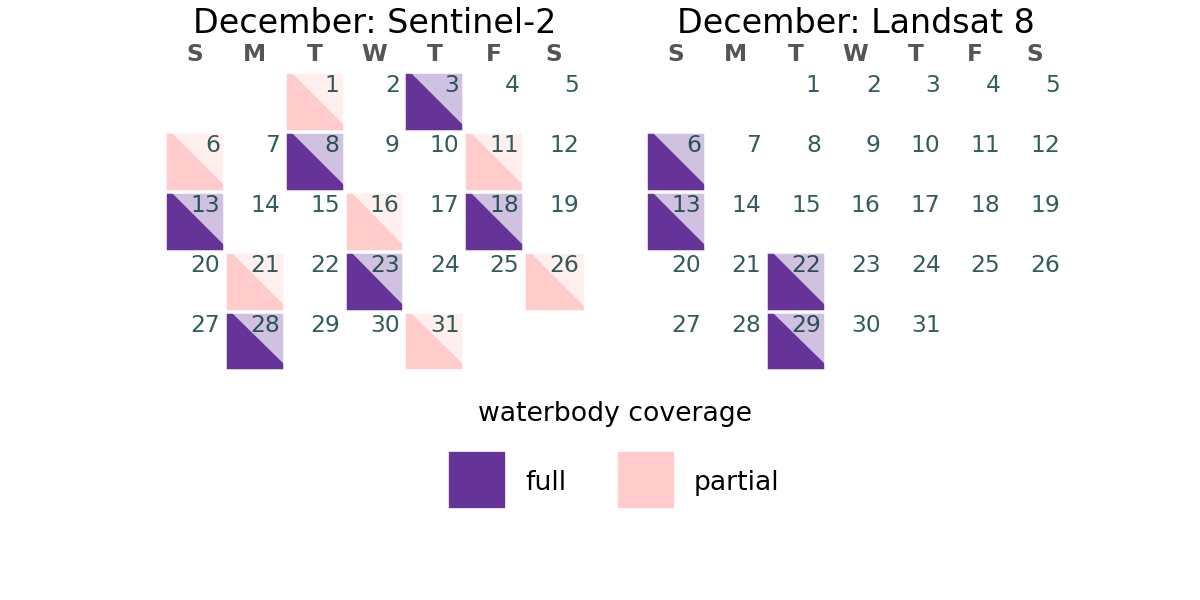 December: Sentinel-2
S M T W T F S
1 2 3 4 5
6 7 8 9 10 11 12
13 14 15 16 17 18 19
20 21 22 23 24 25 26
27 28 29 30 31
December: Landsat 8
S M T W T F S
1 2 3 4 5
6 7 8 9 10 11 12
13 14 15 16 17 18 19
20 21 22 23 24 25 26
27 28 29 30 31
waterbody coverage
full partial